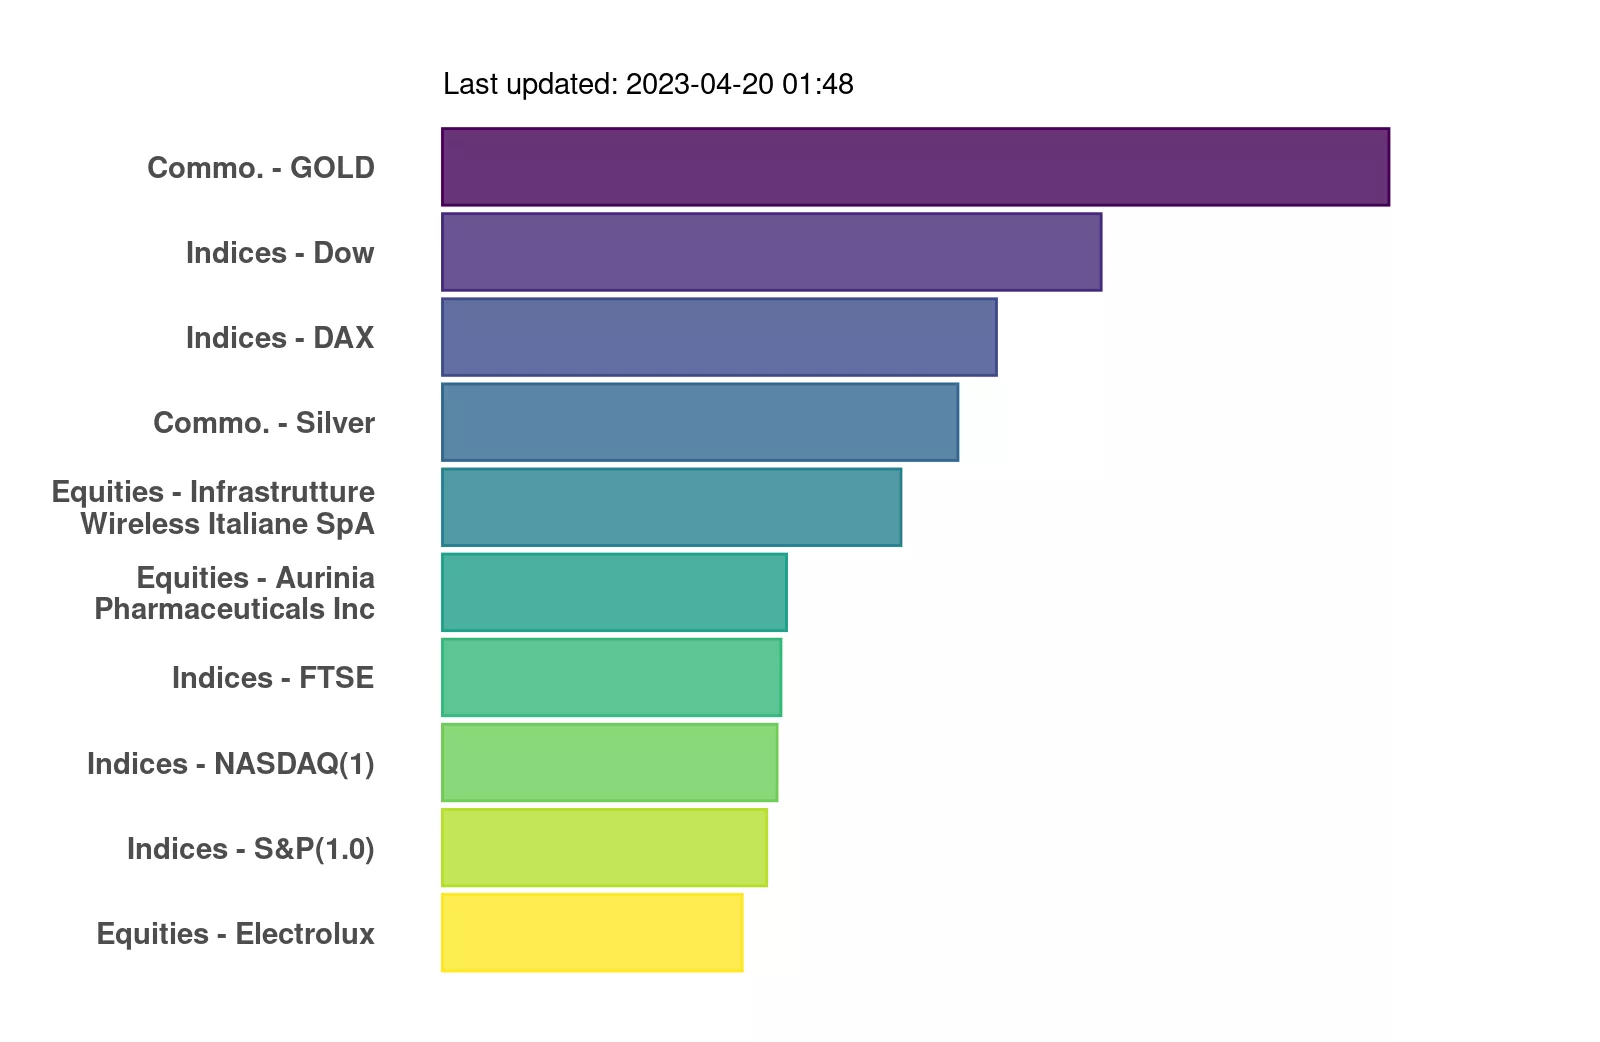 Last updated: 2023-04-20 01:48
Commo. - GOLD
Indices - Dow
Indices - DAX
Commo. - Silver
Equities - Infrastrutture
Wireless Italiane SpA
Equities - Aurinia
Pharmaceuticals Inc
Indices - FTSE
Indices - NASDAQ(1)
Indices - S&P(1.0)
Equities - Electrolux